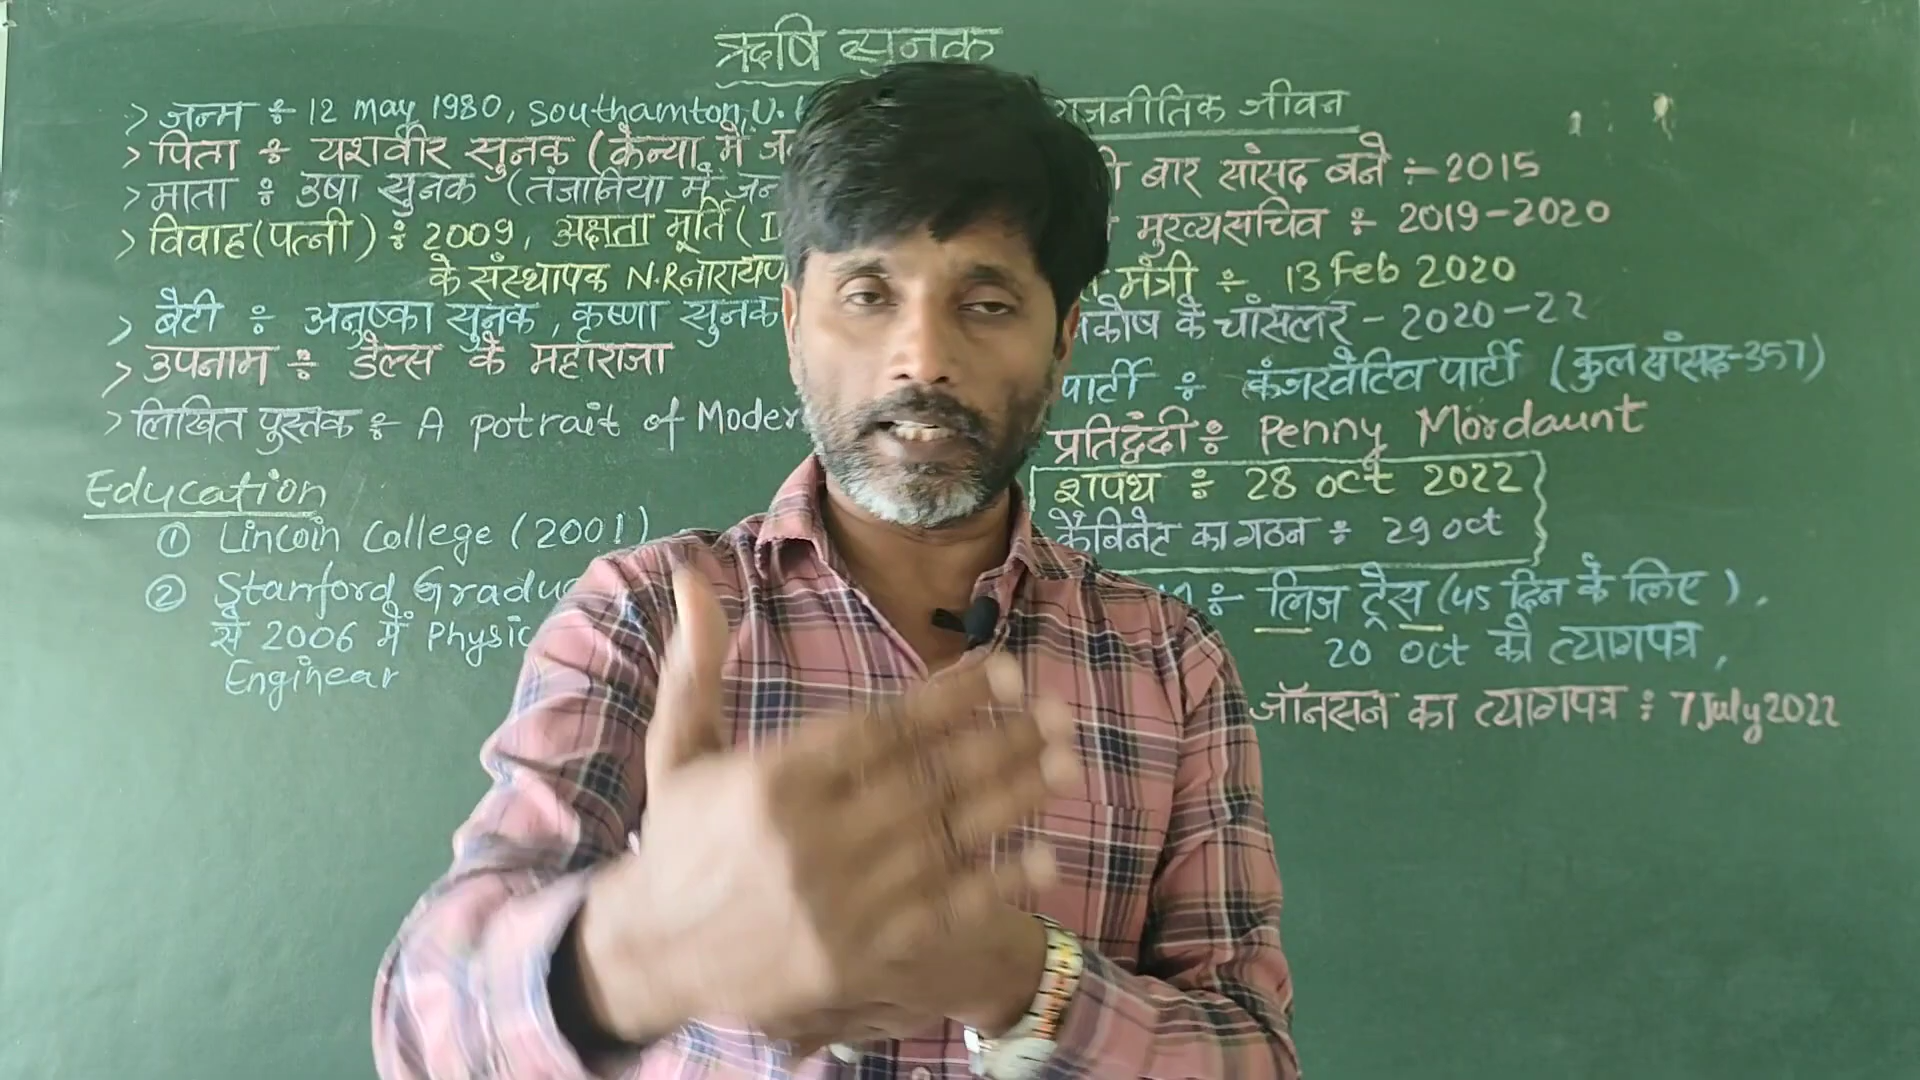 ऋषि सुनक
> जन्म ÷ 12 may 1980, Southamton, U.
> पिता ÷ यशवीर सुनक (केन्या में
> माता ÷ उषा सुनक (तंजानिया में
> विवाह (पत्नी) ÷ 2009, अक्षता मूर्ति (I
के संस्थापक N.R नारायण
> बेटी ÷ अनुष्का सुनक, कृष्णा सुनक
> उपनाम ÷ डेल्स के महाराजा
> लिखित पुस्तक ÷ A potrait of Moder
Education
① Lincoin College (2001)
② Stanford Gradu
से 2006 में Physic
Enginear
राजनीतिक जीवन
बार सांसद बने ÷ 2015
मुख्यसचिव ÷ 2019-2020
मंत्री ÷ 13 Feb 2020
कोष के चांसलर - 2020-22
पार्टी ÷ कंजरवेटिव पार्टी (कुल सांसद-357)
प्रतिद्वंदी ÷ Penny Mordaunt
शपथ ÷ 28 oct 2022
कैबिनेट का गठन ÷ 29 oct
÷ लिज ट्रेस (45 दिन के लिए),
20 oct को त्यागपत्र,
जॉनसन का त्यागपत्र ÷ 7 July 2022